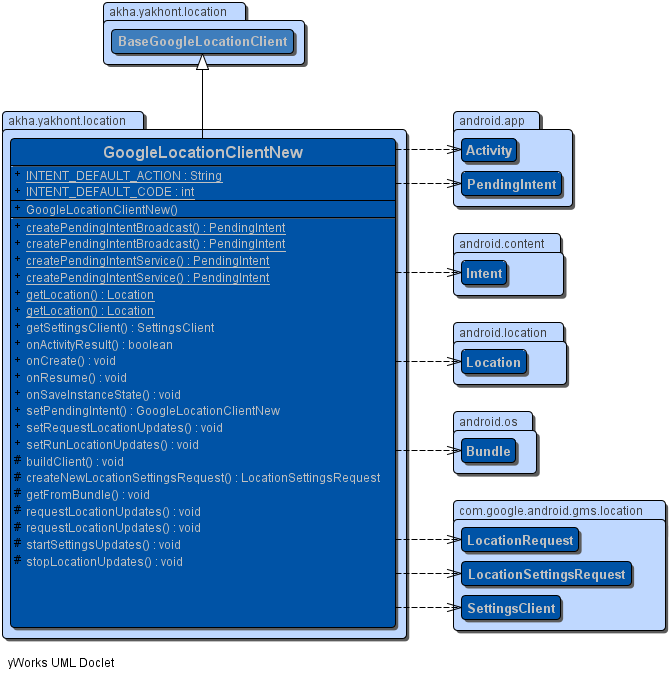 akha.yakhont.location
BaseGoogleLocationClient
akha.yakhont.location
GoogleLocationClientNew
+ INTENT_DEFAULT_ACTION : String
+ INTENT_DEFAULT_CODE : int
+ GoogleLocationClientNew()
+ createPendingIntentBroadcast() : PendingIntent
+ createPendingIntentBroadcast() : PendingIntent
+ createPendingIntentService() : PendingIntent
+ createPendingIntentService() : PendingIntent
+ getLocation() : Location
+ getLocation() : Location
+ getSettingsClient() : SettingsClient
+ onActivityResult() : boolean
+ onCreate() : void
+ onResume() : void
+ onSaveInstanceState() : void
+ setPendingIntent() : GoogleLocationClientNew
+ setRequestLocationUpdates() : void
+ setRunLocationUpdates() : void
# buildClient() : void
# createNewLocationSettingsRequest() : LocationSettingsRequest
# getFromBundle() : void
# requestLocationUpdates() : void
# requestLocationUpdates() : void
# startSettingsUpdates() : void
# stopLocationUpdates() : void
android.app
Activity
PendingIntent
android.content
Intent
android.location
Location
android.os
Bundle
com.google.android.gms.location
LocationRequest
LocationSettingsRequest
SettingsClient
yWorks UML Doclet